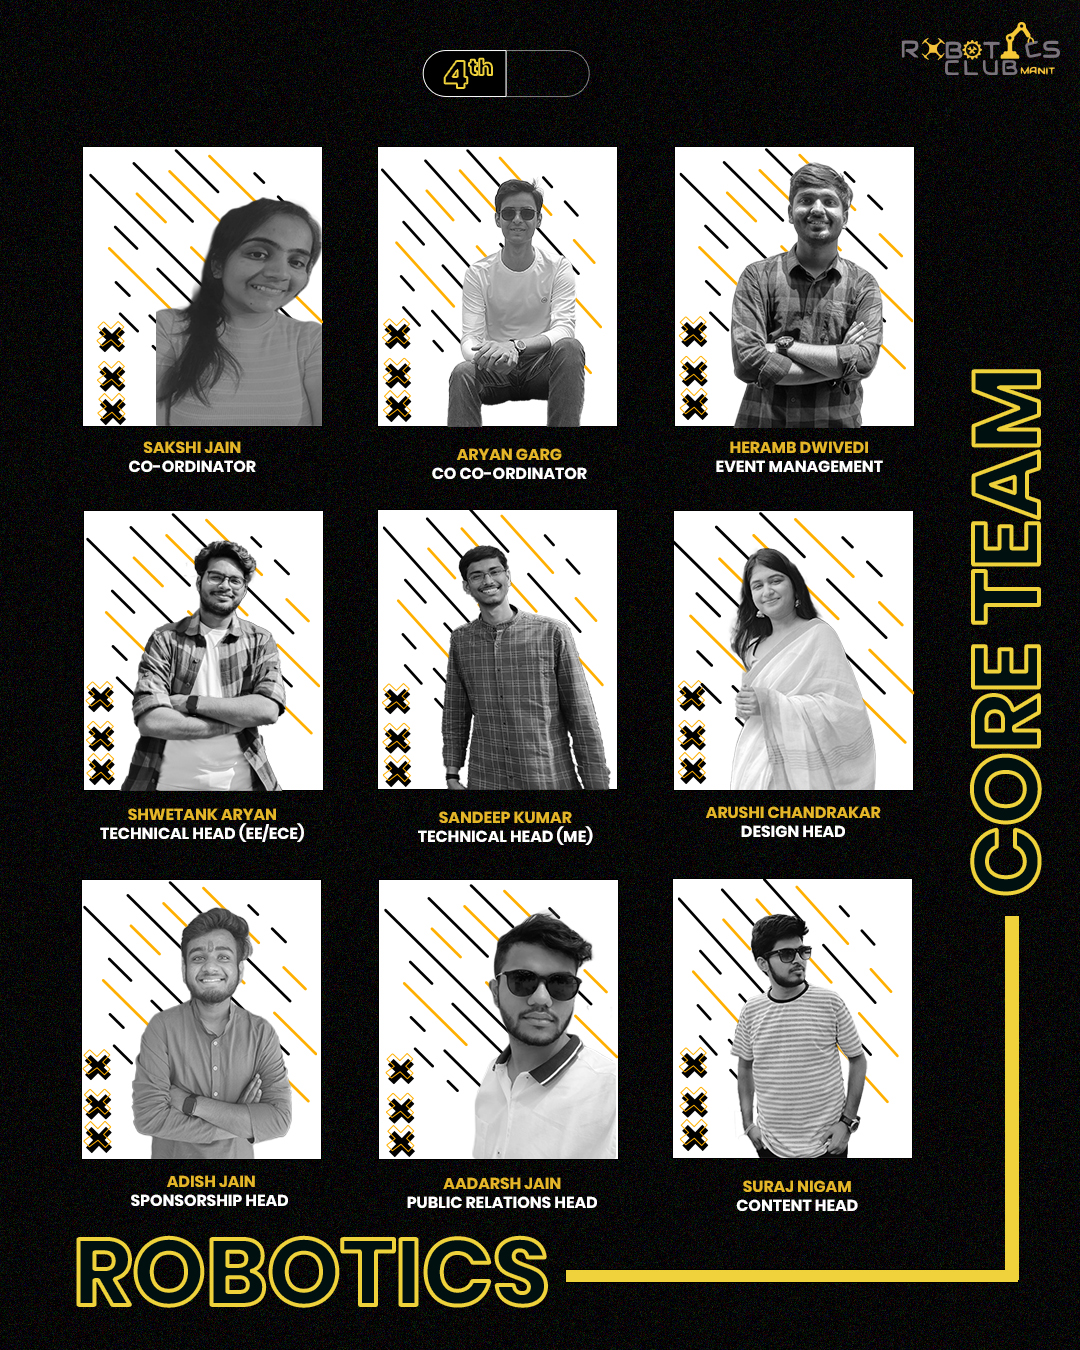 ROBOTICS
CLUB MANIT
4th
SAKSHI JAIN
CO-ORDINATOR
ARYAN GARG
CO CO-ORDINATOR
HERAMB DWIVEDI
EVENT MANAGEMENT
SHWETANK ARYAN
TECHNICAL HEAD (EE/ECE)
SANDEEP KUMAR
TECHNICAL HEAD (ME)
ARUSHI CHANDRAKAR
DESIGN HEAD
ADISH JAIN
SPONSORSHIP HEAD
AADARSH JAIN
PUBLIC RELATIONS HEAD
SURAJ NIGAM
CONTENT HEAD
CORE TEAM
ROBOTICS